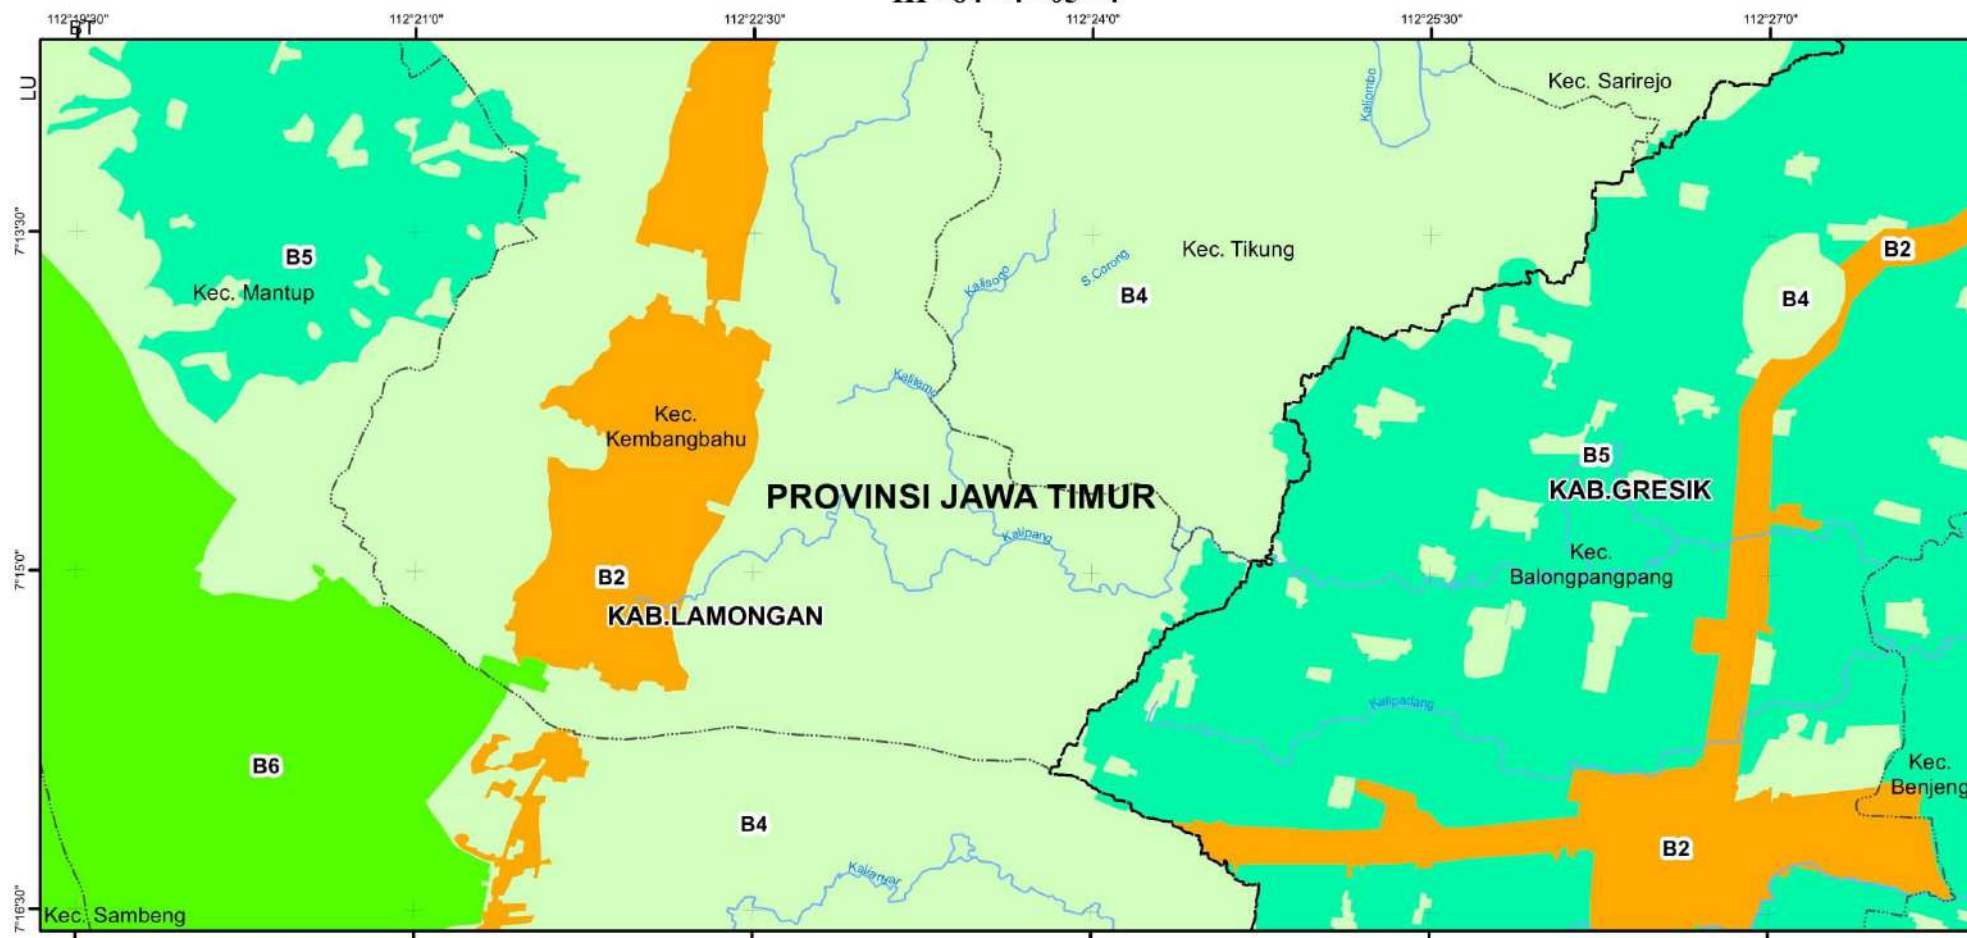 112°19'30"
112°21'0"
112°22'30"
112°24'0"
112°25'30"
112°27'0"
BT
LU
Kec. Sarirejo
Kaliombo
7°13'30"
B5
Kec. Mantup
Kec. Tikung
S.Corong
Kalisogo
B4
B2
B4
Kalilamo
Kec.
Kembangbahu
PROVINSI JAWA TIMUR
B5
KAB.GRESIK
Kalipang
Kec.
Balongpangpang
7°15'0"
B2
KAB.LAMONGAN
Kalipadang
B6
Kec.
Benjeng
B4
B2
Kalianyar
7°16'30"
Kec. Sambeng